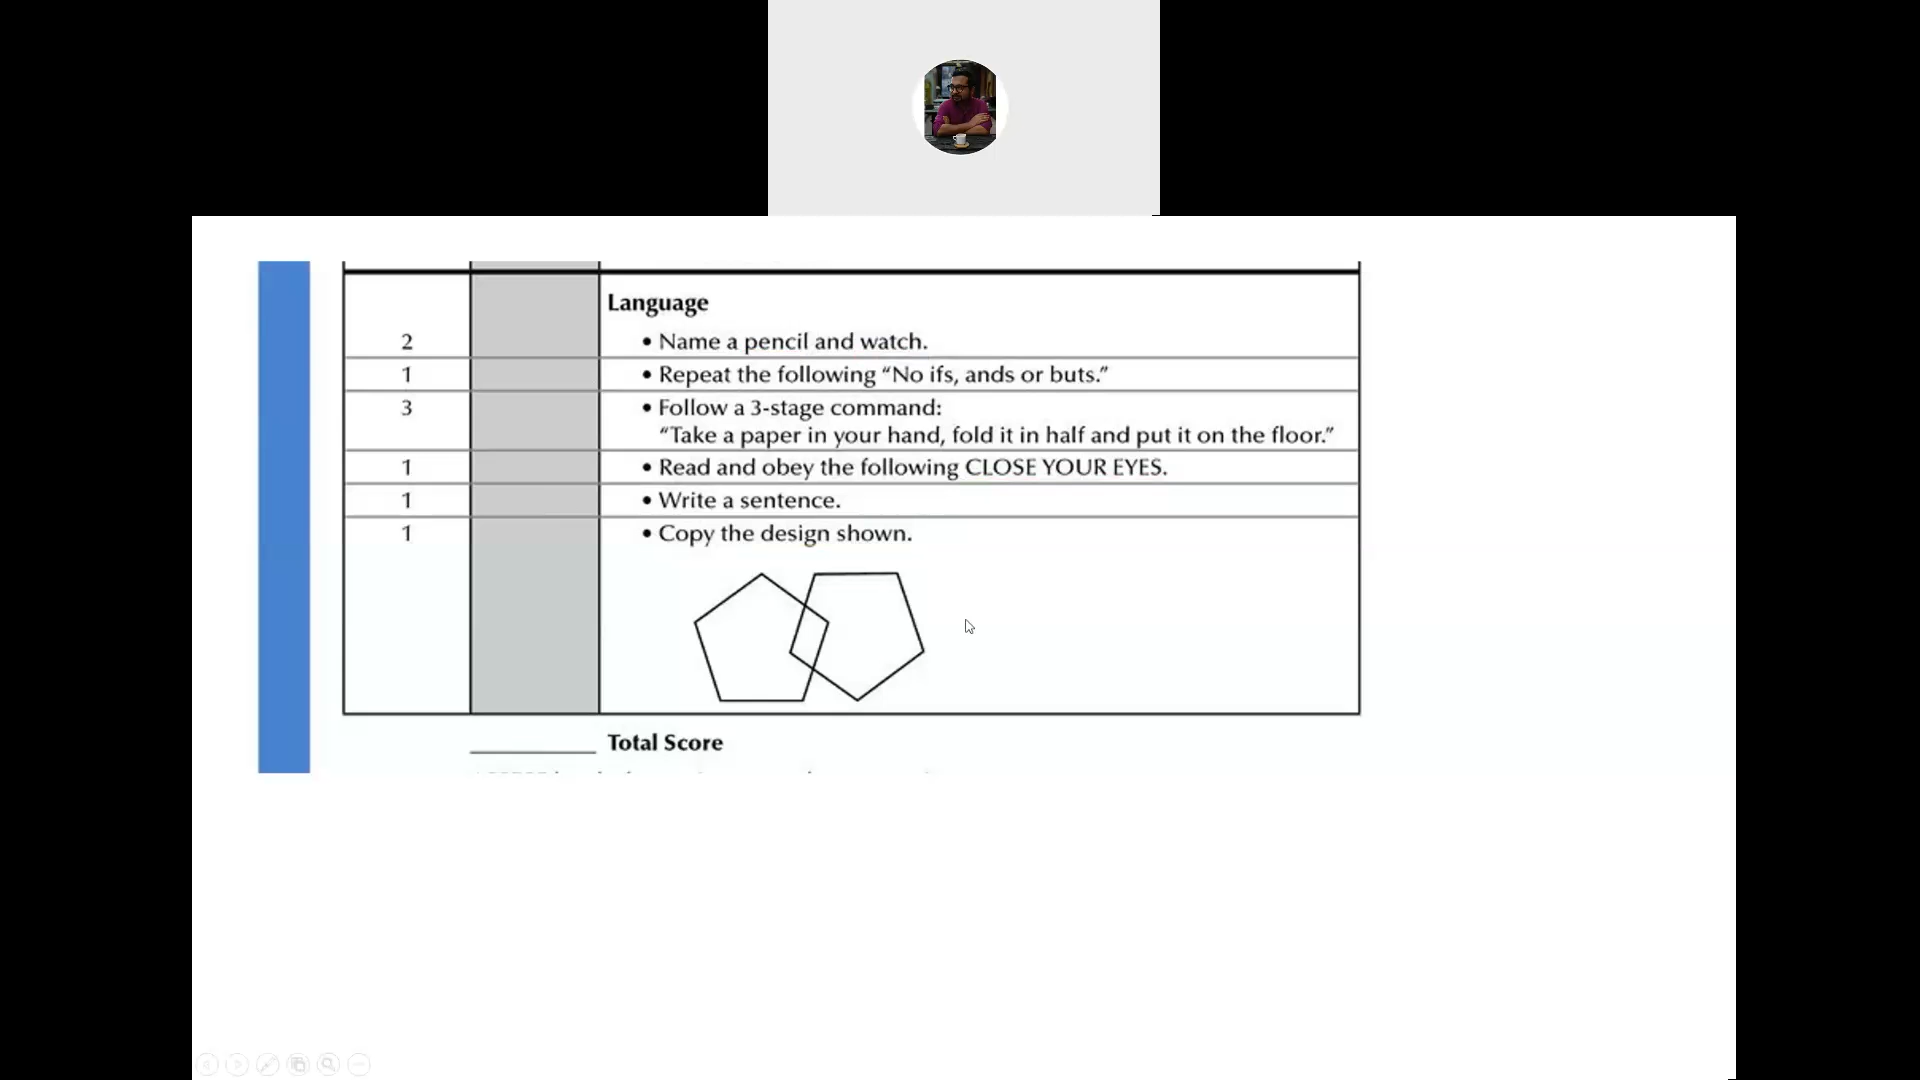 Language
2 • Name a pencil and watch.
1 • Repeat the following “No ifs, ands or buts.”
3 • Follow a 3-stage command:
“Take a paper in your hand, fold it in half and put it on the floor.”
1 • Read and obey the following CLOSE YOUR EYES.
1 • Write a sentence.
1 • Copy the design shown.
Total Score